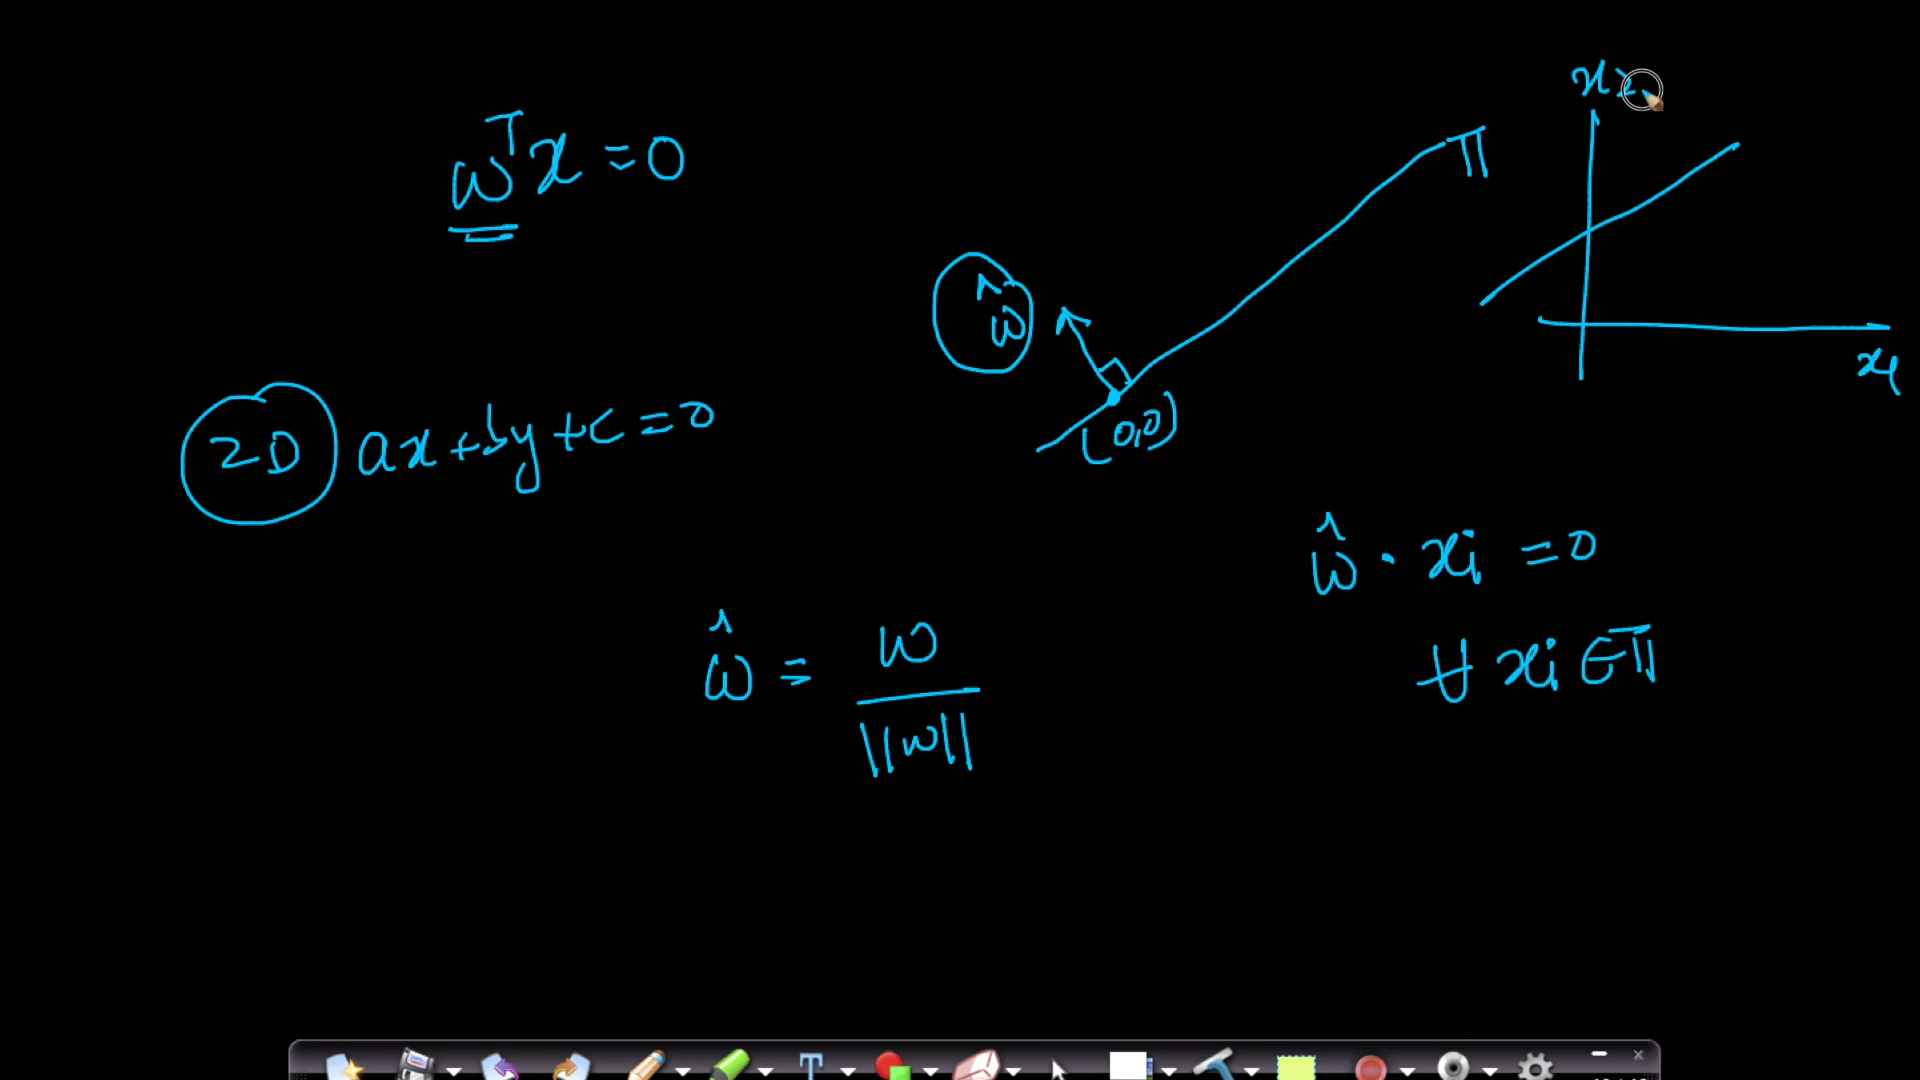 wᵀx = 0
x₂
π
ŵ
(0,0)
x₁
2D ax+by+c=0
ŵ · xi = 0
∀ xi ∈ π
ŵ = w / ||w||
T